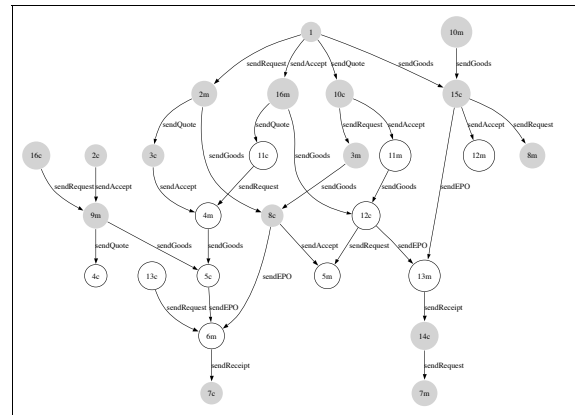 1
10m
sendRequest
sendAccept
sendQuote
sendGoods
sendGoods
2m
16m
10c
15c
sendQuote
sendQuote
sendRequest
sendAccept
sendAccept
sendRequest
16c
2c
3c
sendGoods
11c
sendGoods
3m
11m
12m
8m
sendRequest
sendAccept
sendAccept
sendRequest
sendGoods
sendGoods
sendEPO
9m
4m
8c
12c
sendQuote
sendGoods
sendGoods
sendAccept
sendRequest
sendEPO
4c
13c
5c
sendEPO
5m
13m
sendRequest
sendEPO
sendReceipt
6m
14c
sendReceipt
sendRequest
7c
7m